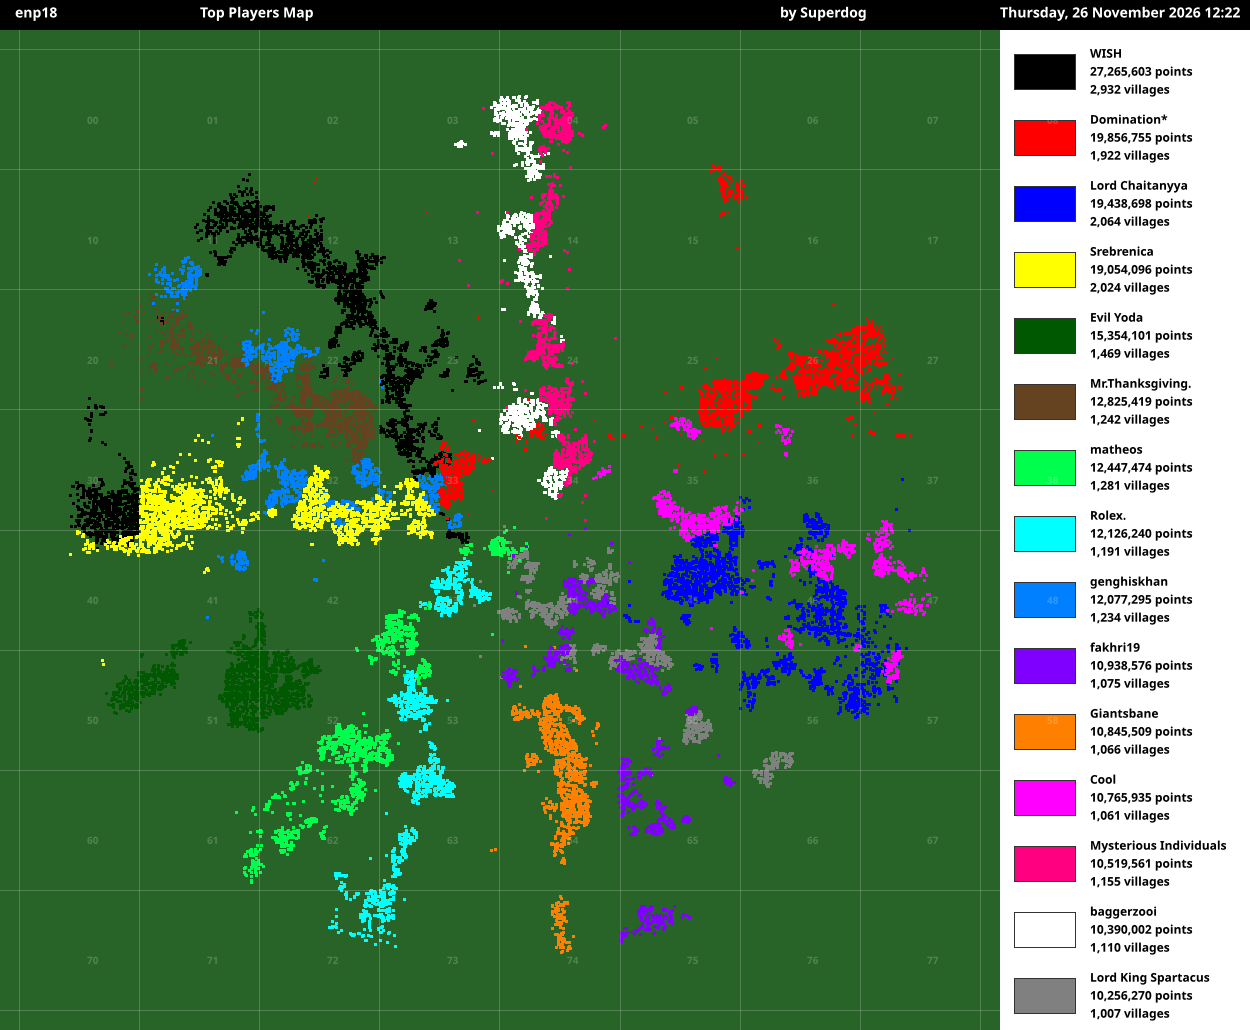 enp18 Top Players Map by Superdog Thursday, 26 November 2026 12:22
WISH
27,265,603 points
2,932 villages
Domination*
19,856,755 points
1,922 villages
Lord Chaitanyya
19,438,698 points
2,064 villages
Srebrenica
19,054,096 points
2,024 villages
Evil Yoda
15,354,101 points
1,469 villages
Mr.Thanksgiving.
12,825,419 points
1,242 villages
matheos
12,447,474 points
1,281 villages
Rolex.
12,126,240 points
1,191 villages
genghiskhan
12,077,295 points
1,234 villages
fakhri19
10,938,576 points
1,075 villages
Giantsbane
10,845,509 points
1,066 villages
Cool
10,765,935 points
1,061 villages
Mysterious Individuals
10,519,561 points
1,155 villages
baggerzooi
10,390,002 points
1,110 villages
Lord King Spartacus
10,256,270 points
1,007 villages
00 01 04 05 06 07
10 12 13 14 15 16 17
20 21 24 25 26 27
40 42 47
50 51 52 53 56 57
60 61 62 63 65 66 67
70 71 72 73 74 75 76 77